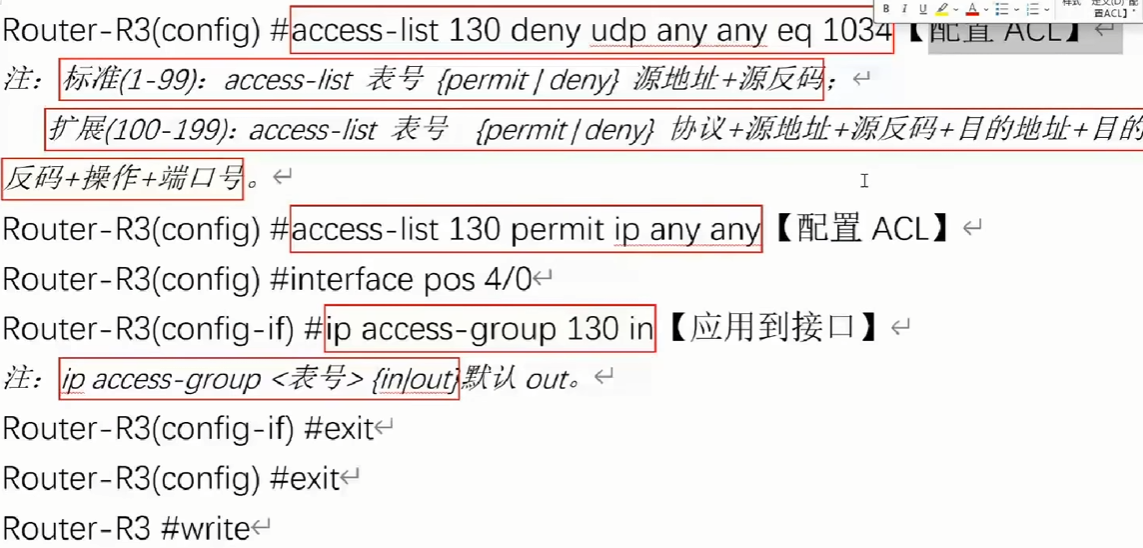 Router-R3(config) #access-list 130 deny udp any any eq 1034【配置 ACL】
注：标准(1-99)：access-list 表号 {permit | deny} 源地址+源反码；
扩展(100-199)：access-list 表号 {permit | deny} 协议+源地址+源反码+目的地址+目的
反码+操作+端口号。
Router-R3(config) #access-list 130 permit ip any any【配置 ACL】
Router-R3(config) #interface pos 4/0
Router-R3(config-if) #ip access-group 130 in【应用到接口】
注：ip access-group <表号> {in|out}默认 out。
Router-R3(config-if) #exit
Router-R3(config) #exit
Router-R3 #write